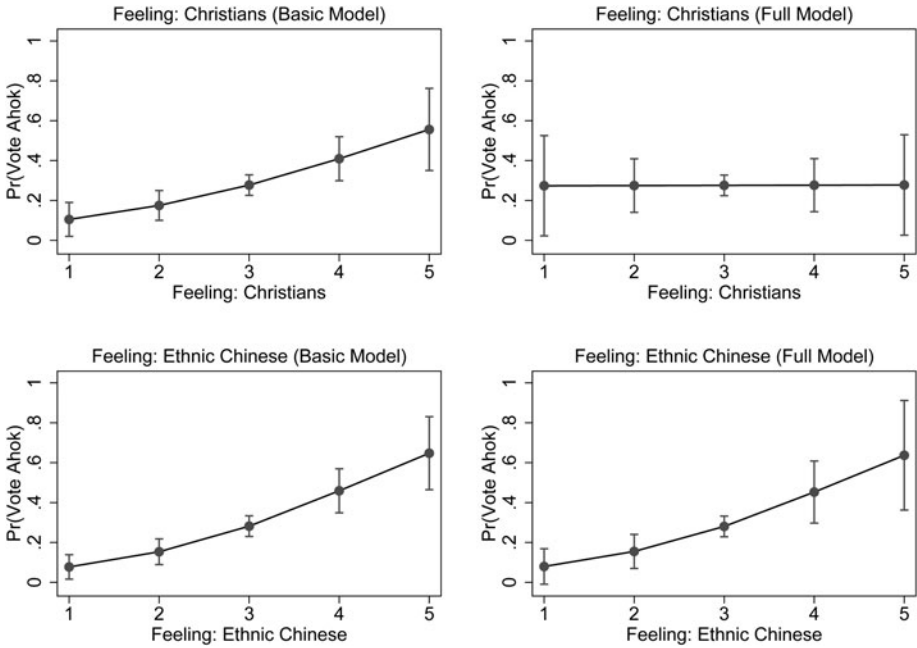 Feeling: Christians (Basic Model)
Pr(Vote Ahok)
0 .2 .4 .6 .8 1
1 2 3 4 5
Feeling: Christians
Feeling: Christians (Full Model)
Pr(Vote Ahok)
0 .2 .4 .6 .8 1
1 2 3 4 5
Feeling: Christians
Feeling: Ethnic Chinese (Basic Model)
Pr(Vote Ahok)
0 .2 .4 .6 .8 1
1 2 3 4 5
Feeling: Ethnic Chinese
Feeling: Ethnic Chinese (Full Model)
Pr(Vote Ahok)
0 .2 .4 .6 .8 1
1 2 3 4 5
Feeling: Ethnic Chinese